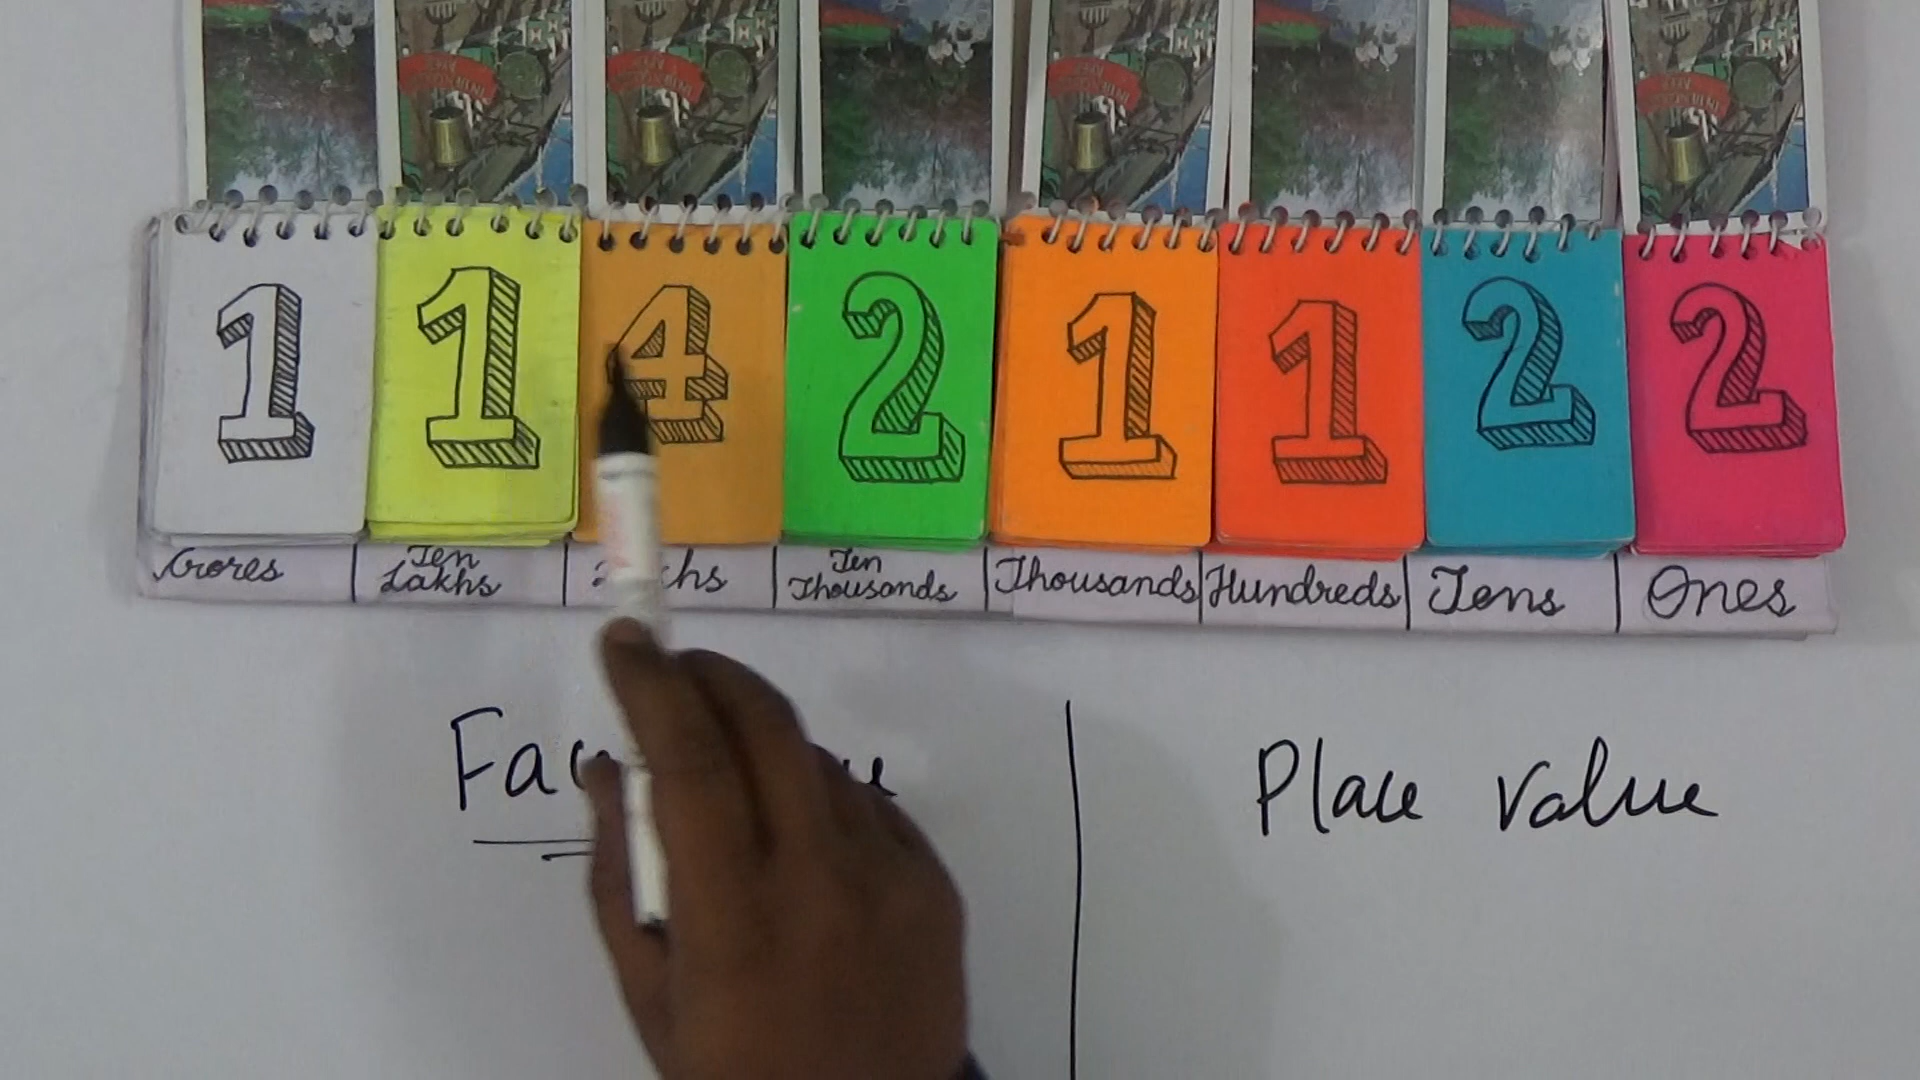 1 1 4 2 1 1 2 2
Crores Ten Lakhs Ten Thousands Thousands Hundreds Tens Ones
Place Value